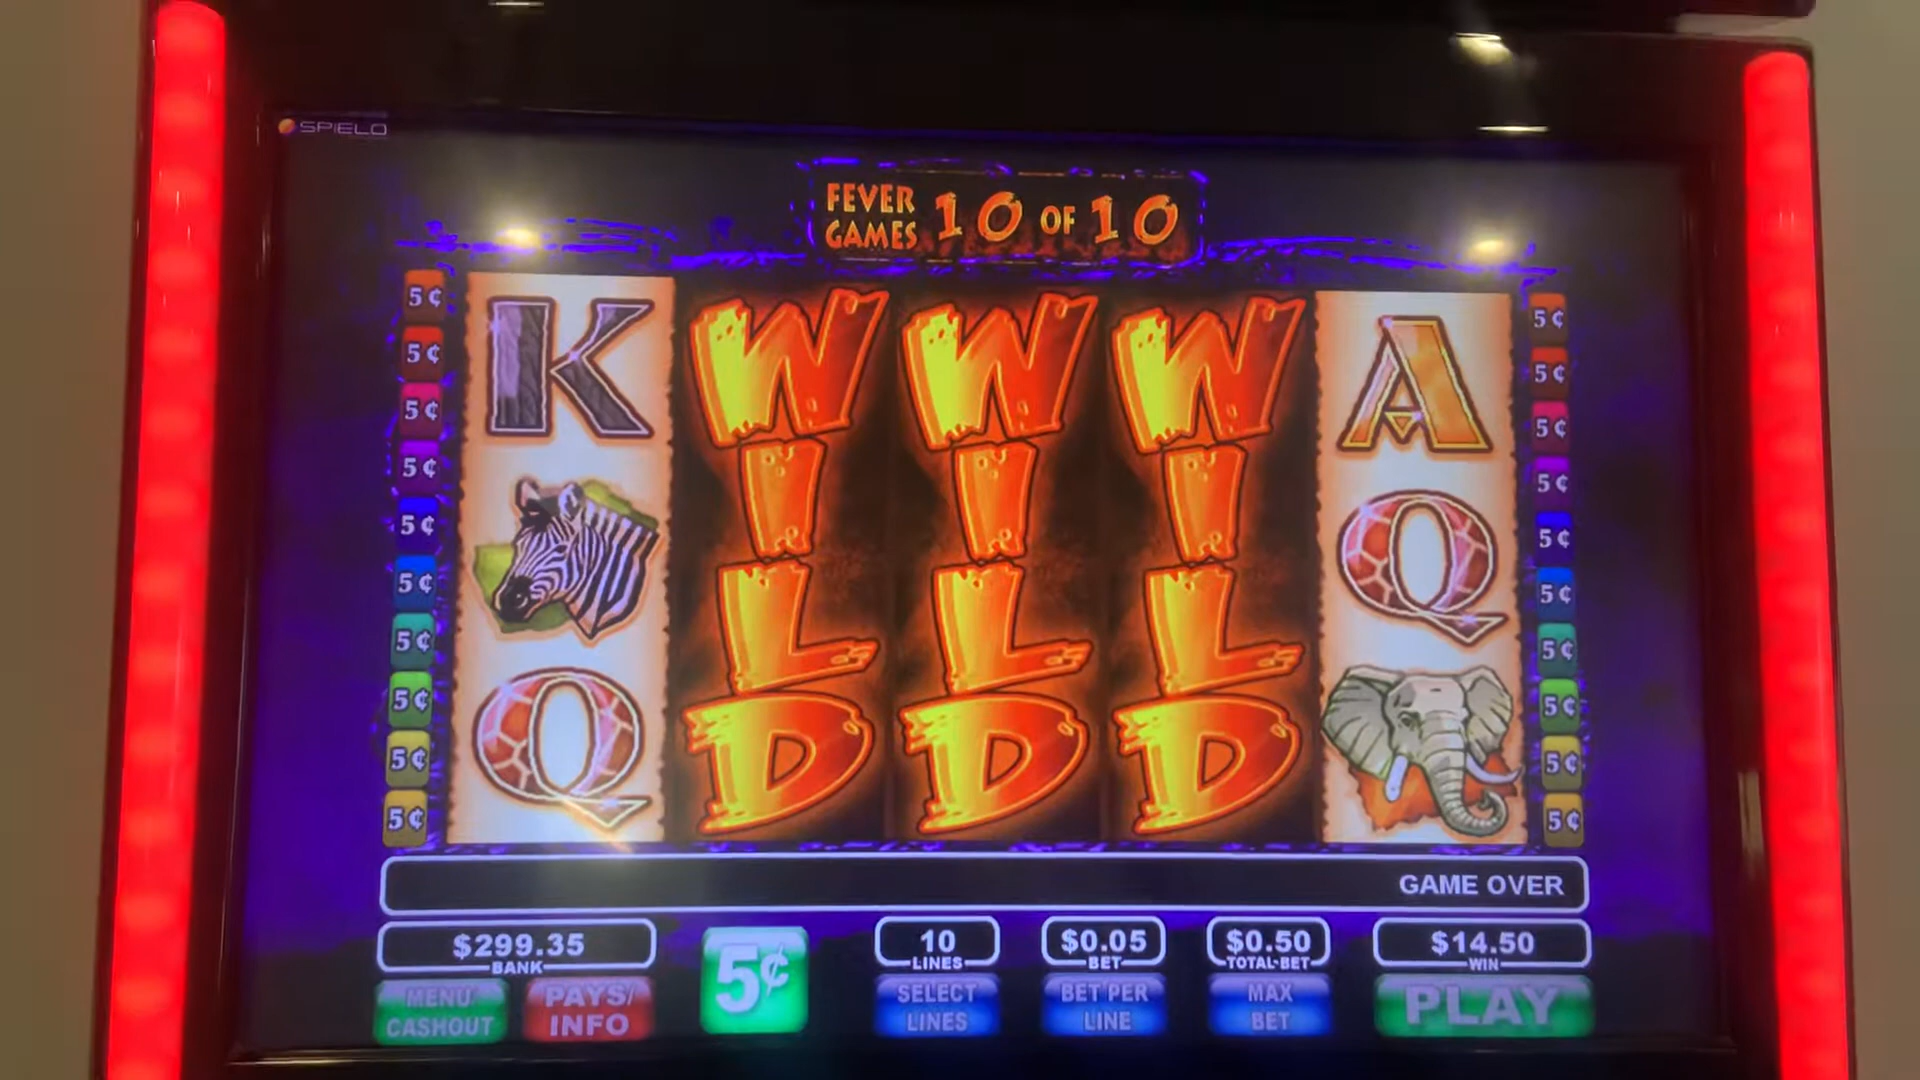 SPIELO
FEVER GAMES 10 OF 10
5¢ 5¢
5¢ 5¢
5¢ 5¢
5¢ 5¢
5¢ 5¢
5¢ 5¢
5¢ 5¢
5¢ 5¢
5¢ 5¢
5¢ 5¢
K WILD WILD WILD A
Q
Q
GAME OVER
$299.35 10 $0.05 $0.50 $14.50
BANK LINES BET TOTAL BET WIN
MENU CASHOUT
PAYS/ INFO
5¢
SELECT LINES
BET PER LINE
MAX BET
PLAY